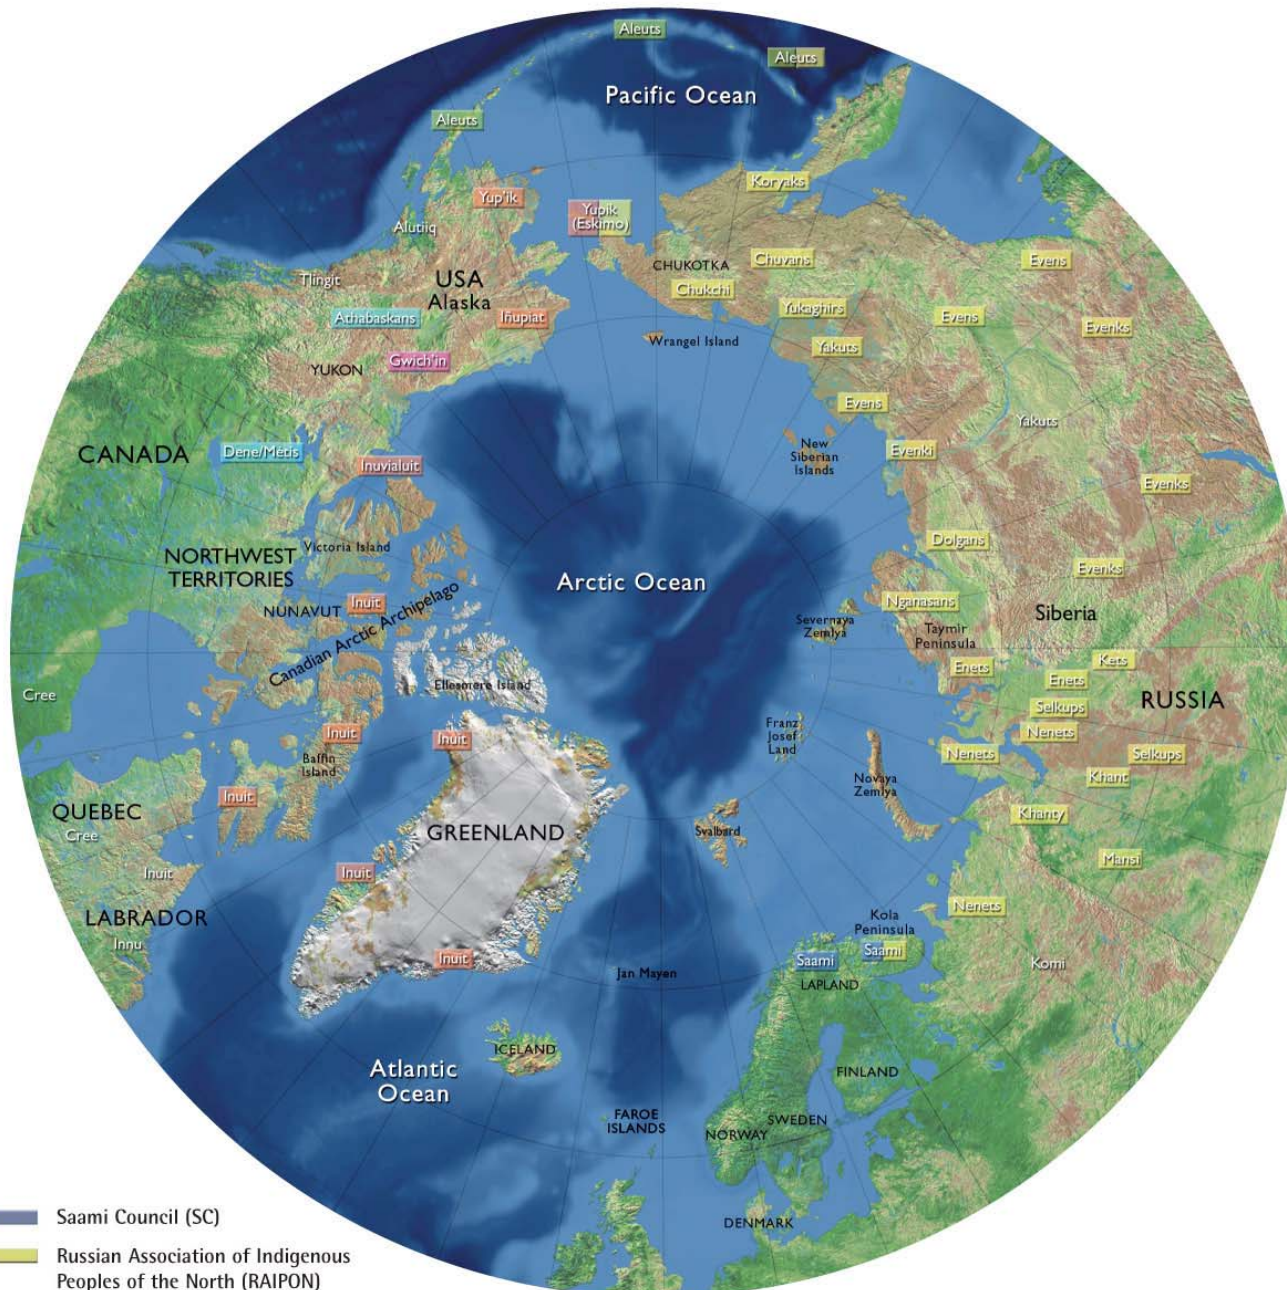 Aleuts
Aleuts
Pacific Ocean
Aleuts
Koryaks
Yup'ik
Yupik
(Eskimo)
Alutiiq
CHUKOTKA
Chuvans
Evens
Tlingit
USA
Alaska
Chukchi
Athabaskans
Iñupiat
Yukaghirs
Evens
Evenks
Wrangel Island
Yakuts
YUKON
Gwich'in
Evens
Yakuts
CANADA
Dene/Métis
Inuvialuit
New
Siberian
Islands
Evenki
Evenks
Dolgans
Victoria Island
NORTHWEST
TERRITORIES
Arctic Ocean
Evenks
NUNAVUT
Inuit
Canadian Arctic Archipelago
Nganasans
Severnaya
Zemlya
Taymir
Peninsula
Siberia
Enets
Kets
Enets
Cree
Ellesmere Island
RUSSIA
Selkups
Inuit
Inuit
Franz
Josef
Land
Nenets
Nenets
Selkups
Baffin
Island
Novaya
Zemlya
Khant
Inuit
QUEBEC
Cree
GREENLAND
Svalbard
Khanty
Mansi
Inuit
Inuit
Nenets
LABRADOR
Innu
Kola
Peninsula
Inuit
Saami
Saami
Komi
Jan Mayen
LAPLAND
ICELAND
Atlantic
Ocean
FINLAND
FAROE
ISLANDS
SWEDEN
NORWAY
DENMARK
Saami Council (SC)
Russian Association of Indigenous
Peoples of the North (RAIPON)